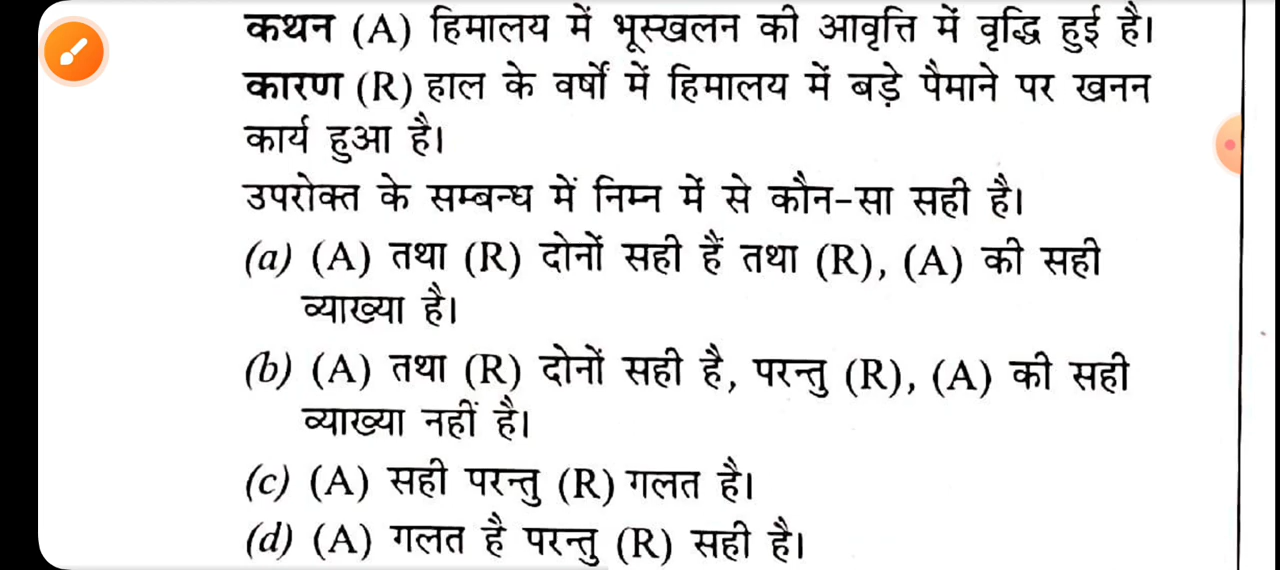 कथन (A) हिमालय में भूस्खलन की आवृत्ति में वृद्धि हुई है।
कारण (R) हाल के वर्षों में हिमालय में बड़े पैमाने पर खनन
कार्य हुआ है।
उपरोक्त के सम्बन्ध में निम्न में से कौन-सा सही है।
(a) (A) तथा (R) दोनों सही हैं तथा (R), (A) की सही
व्याख्या है।
(b) (A) तथा (R) दोनों सही है, परन्तु (R), (A) की सही
व्याख्या नहीं है।
(c) (A) सही परन्तु (R) गलत है।
(d) (A) गलत है परन्तु (R) सही है।